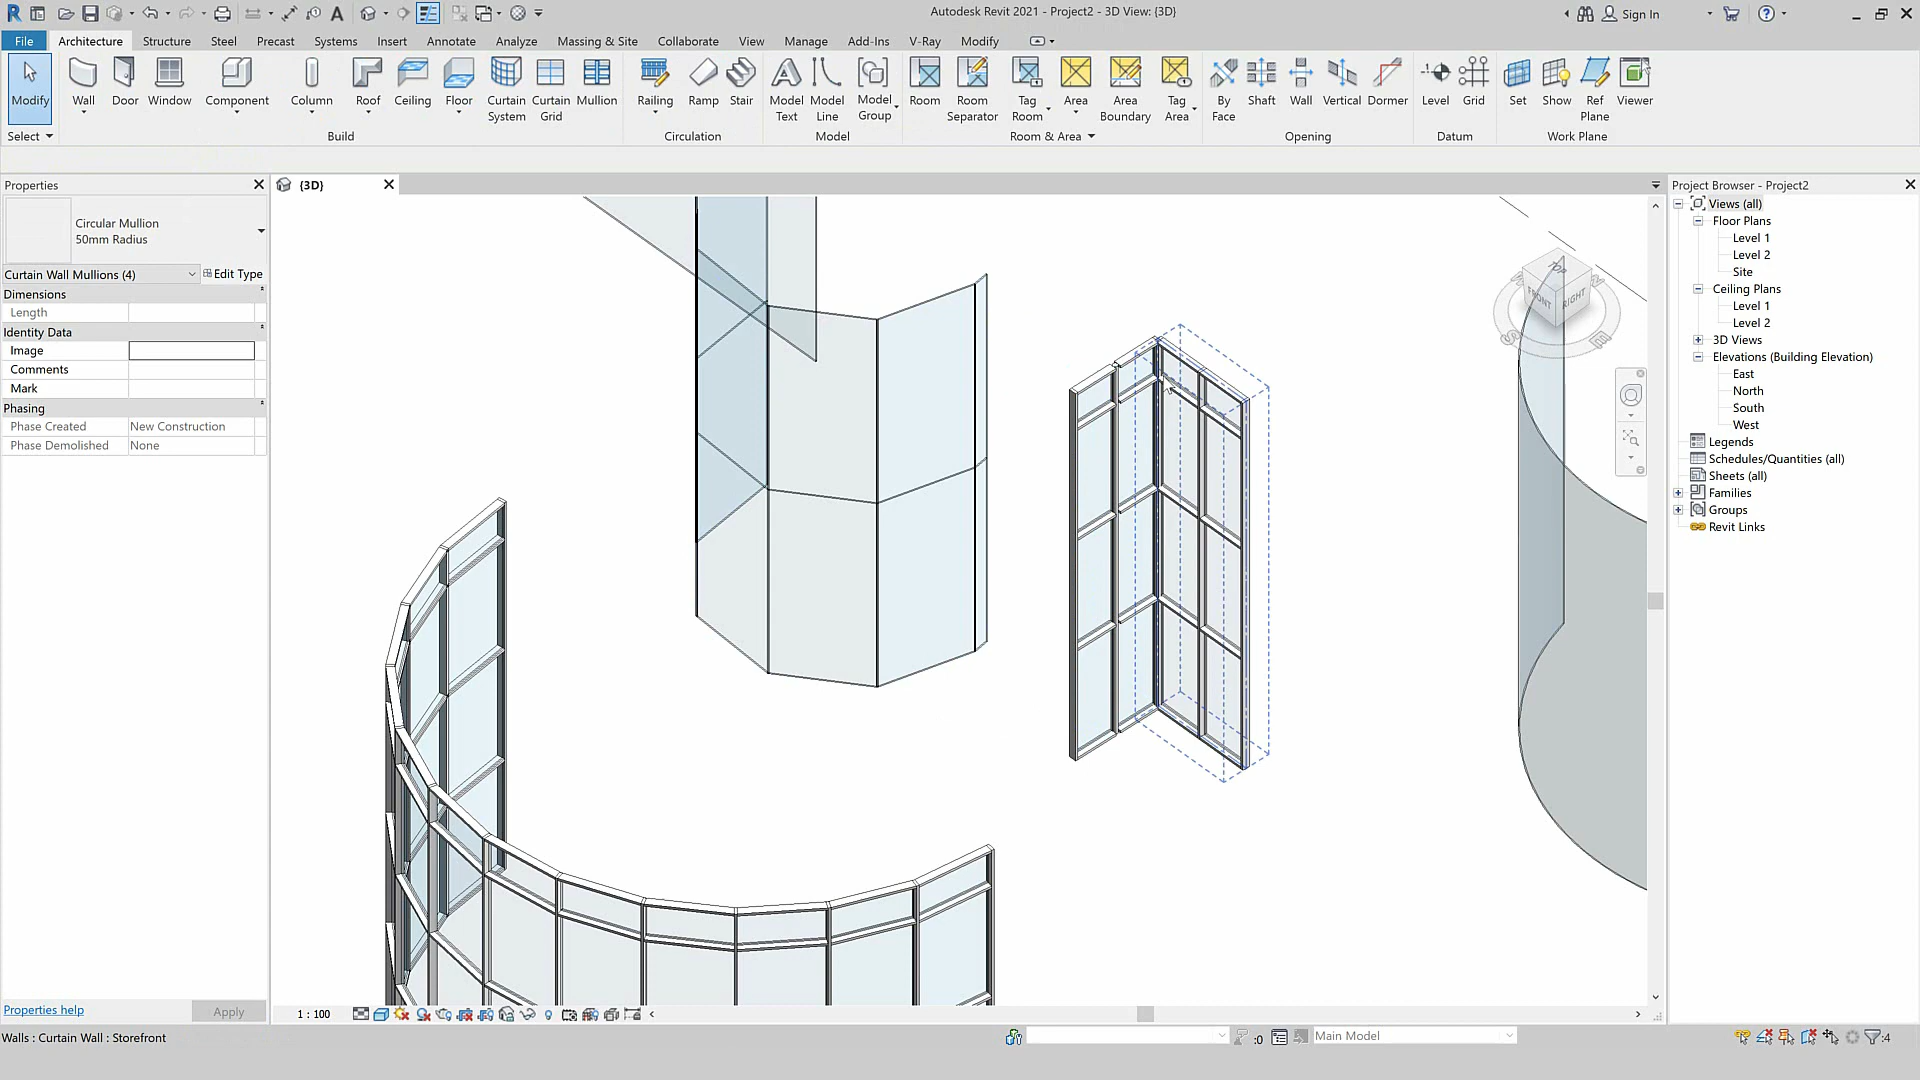 Autodesk Revit 2021 - Project2 - 3D View: {3D}
Sign In
File Architecture Structure Steel Precast Systems Insert Annotate Analyze Massing & Site Collaborate View Manage Add-Ins V-Ray Modify
Modify Wall Door Window Component Column Roof Ceiling Floor Curtain System Curtain Grid Mullion Railing Ramp Stair Model Text Model Line Model Group Room Room Separator Tag Room Area Area Boundary Tag Area By Face Shaft Wall Vertical Dormer Level Grid Set Show Ref Plane Viewer
Select Build Circulation Model Room & Area Opening Datum Work Plane
Properties
Circular Mullion
50mm Radius
Curtain Wall Mullions (4) Edit Type
Dimensions
Length
Identity Data
Image
Comments
Mark
Phasing
Phase Created New Construction
Phase Demolished None
Properties help Apply
{3D}
TOP
FRONT RIGHT
S E
1 : 100
Project Browser - Project2
Views (all)
Floor Plans
Level 1
Level 2
Site
Ceiling Plans
Level 1
Level 2
3D Views
Elevations (Building Elevation)
East
North
South
West
Legends
Schedules/Quantities (all)
Sheets (all)
Families
Groups
Revit Links
Walls : Curtain Wall : Storefront
:0
Main Model
:4